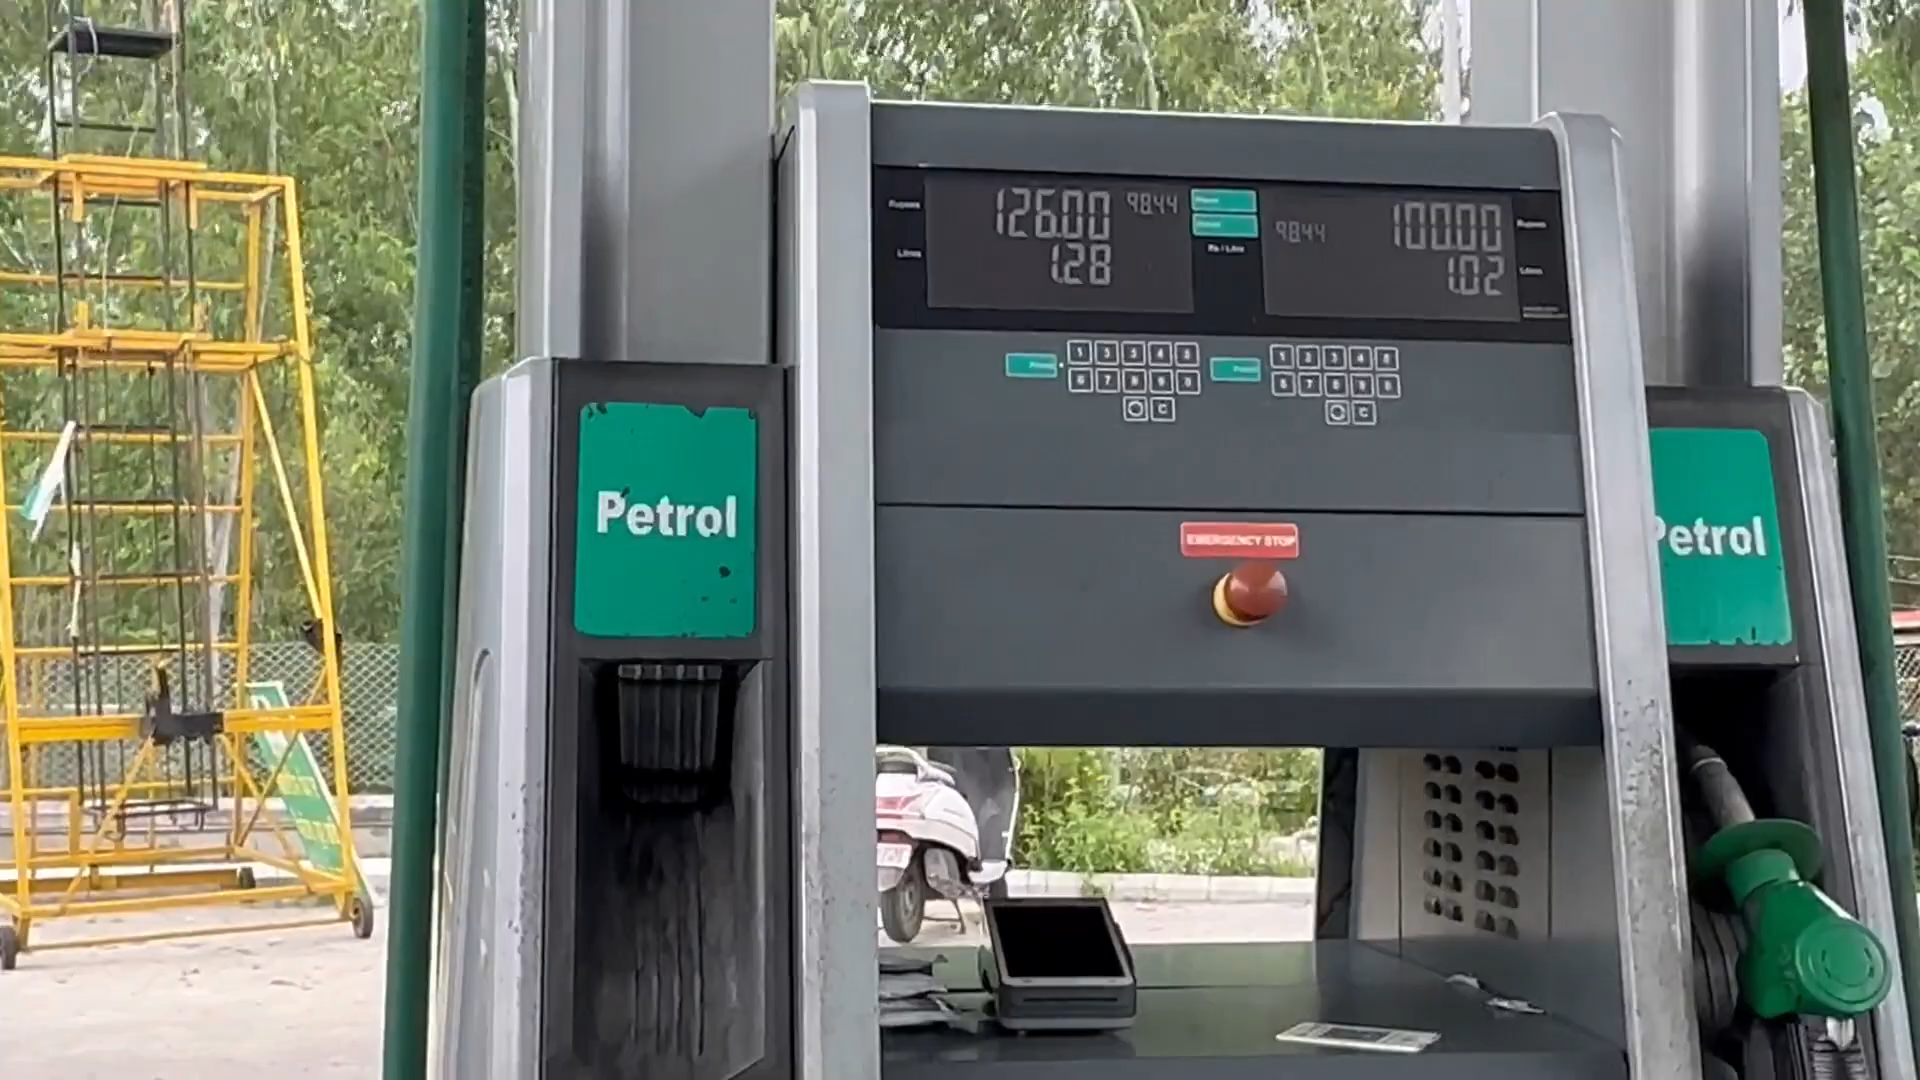 Rupees
126.00
98.44
Litres
1.28
Rs. / Litre
98.44
100.00
Rupees
1.02
Litres
Preset
1 2 3 4 5
6 7 8 9 0
C
Preset
1 2 3 4 5
6 7 8 9 0
C
Petrol
EMERGENCY STOP
Petrol